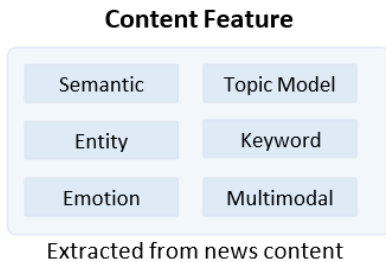 Content Feature
Semantic
Topic Model
Entity
Keyword
Emotion
Multimodal
Extracted from news content